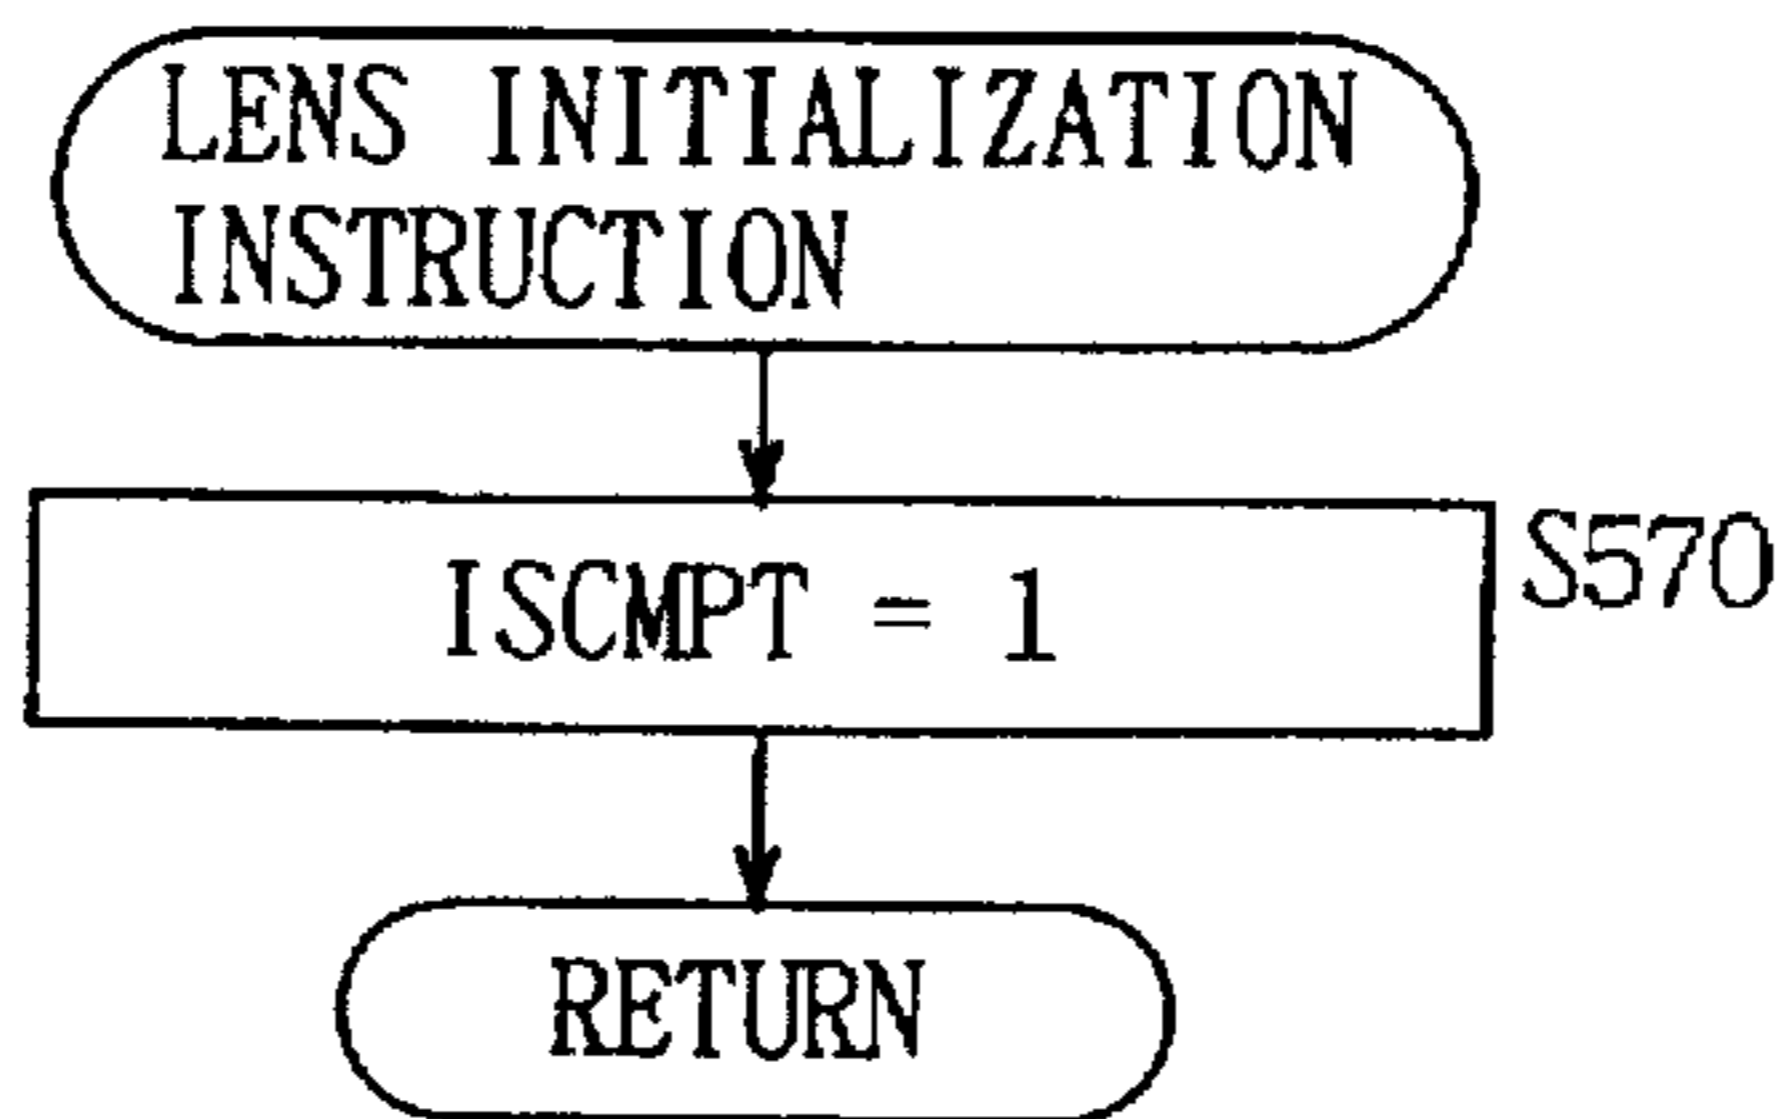 LENS INITIALIZATION
INSTRUCTION
ISCMPT = 1
S570
RETURN